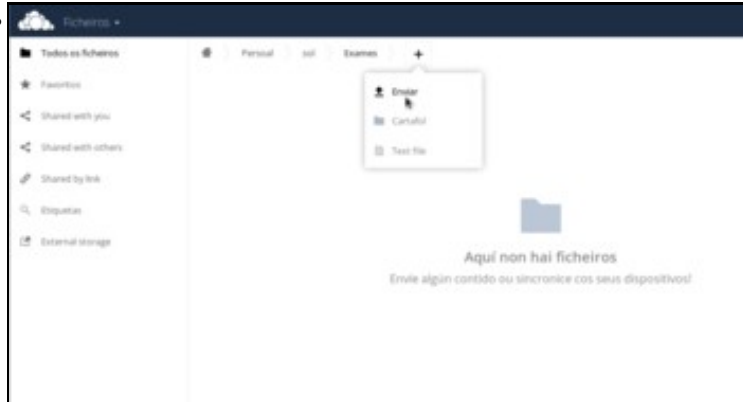 Ficheiros
Todos os ficheiros
Persoal sol Exames +
Favoritos
Enviar
Shared with you
Cartafol
Shared with others
Text file
Shared by link
Etiquetas
External storage
Aquí non hai ficheiros
Envíe algún contido ou sincronice cos seus dispositivos!